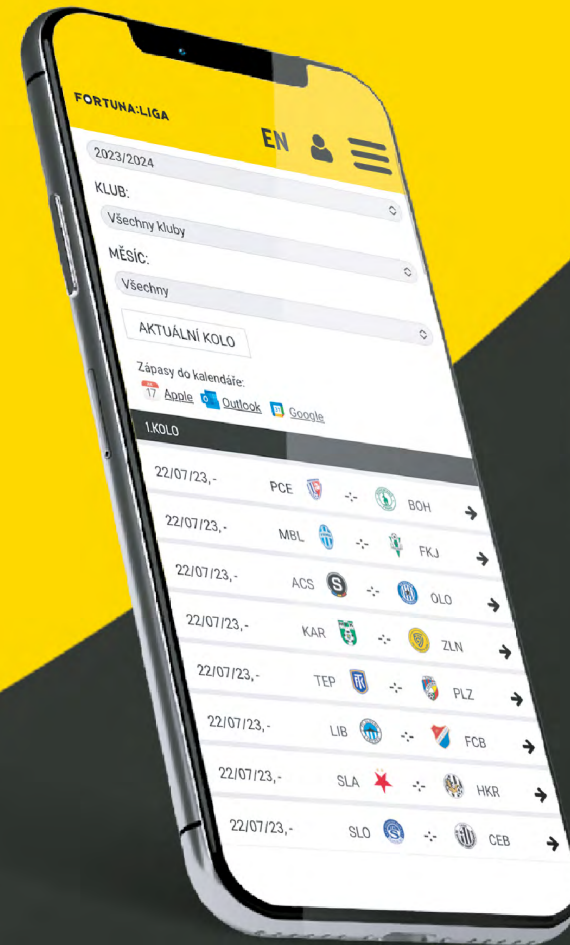 FORTUNA:LIGA
EN
2023/2024
KLUB:
Všechny kluby
MĚSÍC:
Všechny
AKTUÁLNÍ KOLO
Zápasy do kalendáře:
17 Apple Outlook Google
1.KOLO
22/07/23,- PCE -:- BOH
22/07/23,- MBL -:- FKJ
22/07/23,- ACS S -:- OLO
22/07/23,- KAR -:- ZLN
22/07/23,- TEP -:- PLZ
22/07/23,- LIB -:- FCB
22/07/23,- SLA -:- HKR
22/07/23,- SLO -:- CEB